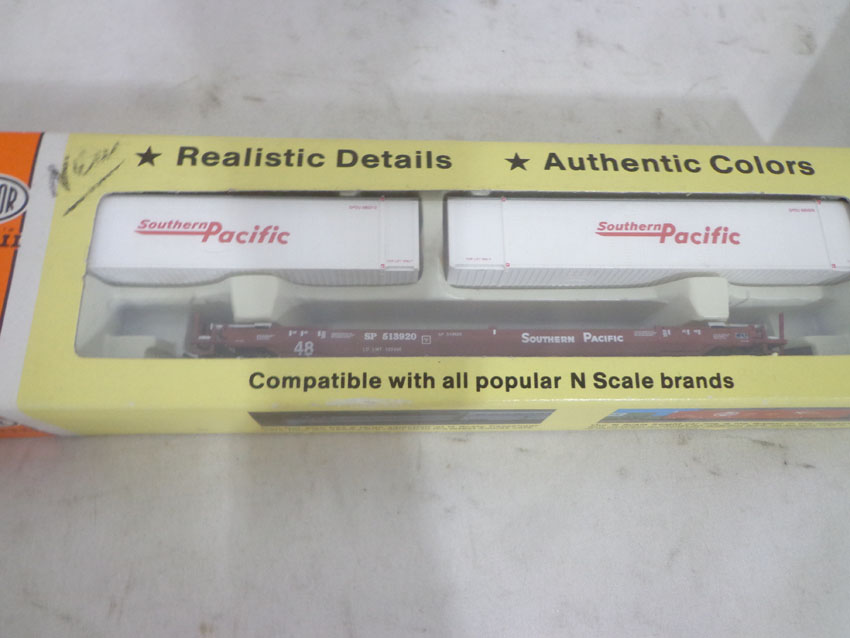 NEW
★ Realistic Details ★ Authentic Colors
Southern Pacific
Southern Pacific
SP 513920
48
SOUTHERN PACIFIC
Compatible with all popular N Scale brands